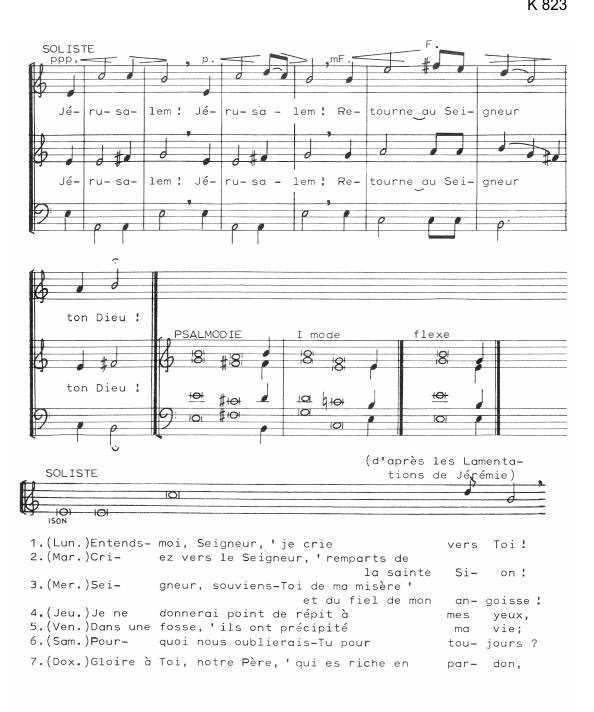 K 823
SOLISTE
ppp. p. mF. F.
Jé- ru- sa- lem ! Jé- ru- sa - lem ! Re- tourne au Sei- gneur
Jé- ru- sa- lem ! Jé- ru- sa - lem ! Re- tourne au Sei- gneur
ton Dieu !
PSALMODIE I mode flexe
ton Dieu !
(d'après les Lamenta-
tions de Jérémie)
SOLISTE
ISON
1.(Lun.)Entends- moi, Seigneur, ' je crie vers Toi !
2.(Mar.)Cri- ez vers le Seigneur, ' remparts de
la sainte Si- on !
3.(Mer.)Sei- gneur, souviens-Toi de ma misère '
et du fiel de mon an- goisse !
4.(Jeu.)Je ne donnerai point de répit à mes yeux,
5.(Ven.)Dans une fosse, ' ils ont précipité ma vie;
6.(Sam.)Pour- quoi nous oublierais-Tu pour tou- jours ?
7.(Dox.)Gloire à Toi, notre Père, ' qui es riche en par- don,